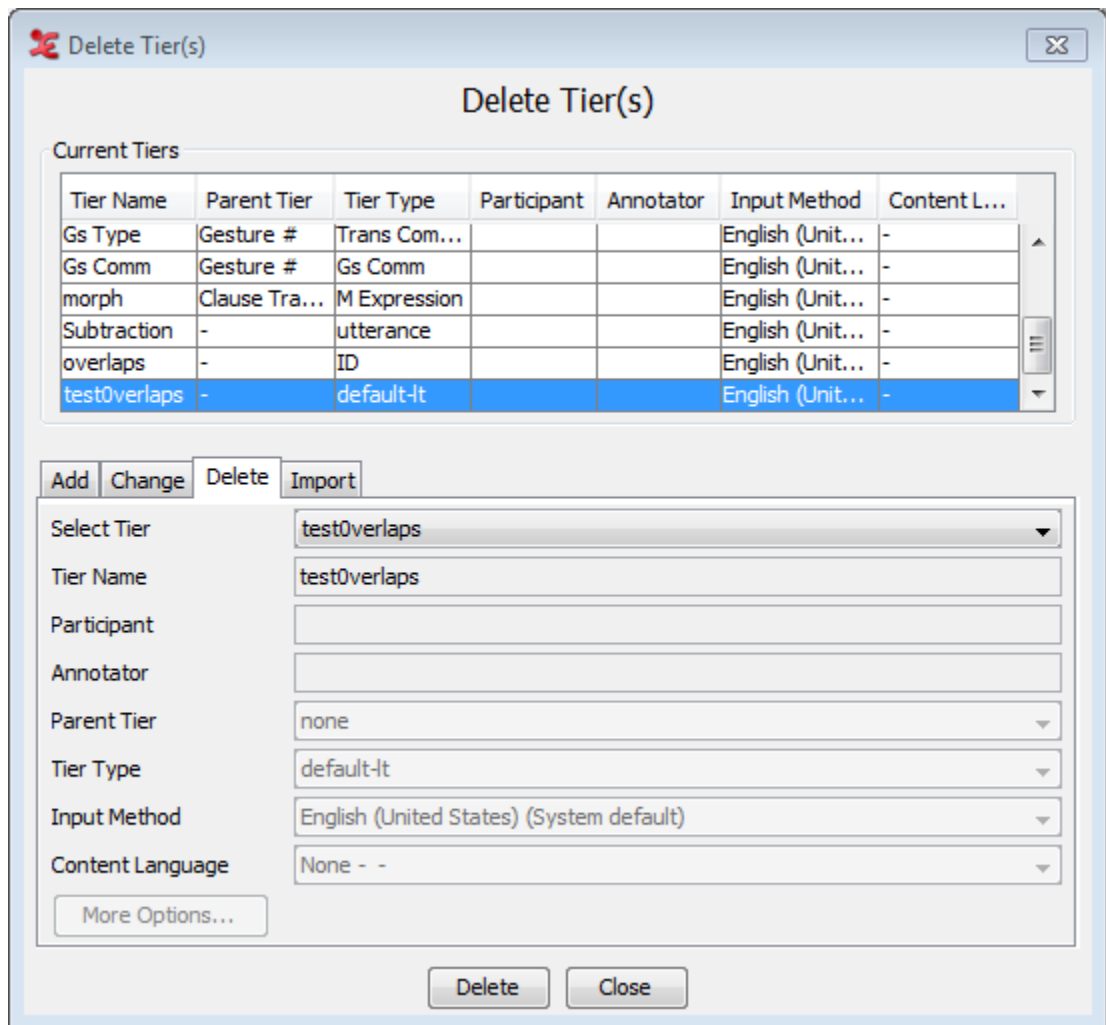 Delete Tier(s)
Delete Tier(s)
Current Tiers
Tier Name Parent Tier Tier Type Participant Annotator Input Method Content L...
Gs Type Gesture # Trans Com... English (Unit... -
Gs Comm Gesture # Gs Comm English (Unit... -
morph Clause Tra... M Expression English (Unit... -
Subtraction - utterance English (Unit... -
overlaps - ID English (Unit... -
test0verlaps - default-lt English (Unit... -
Add Change Delete Import
Select Tier test0verlaps
Tier Name test0verlaps
Participant
Annotator
Parent Tier none
Tier Type default-lt
Input Method English (United States) (System default)
Content Language None - -
More Options...
Delete Close